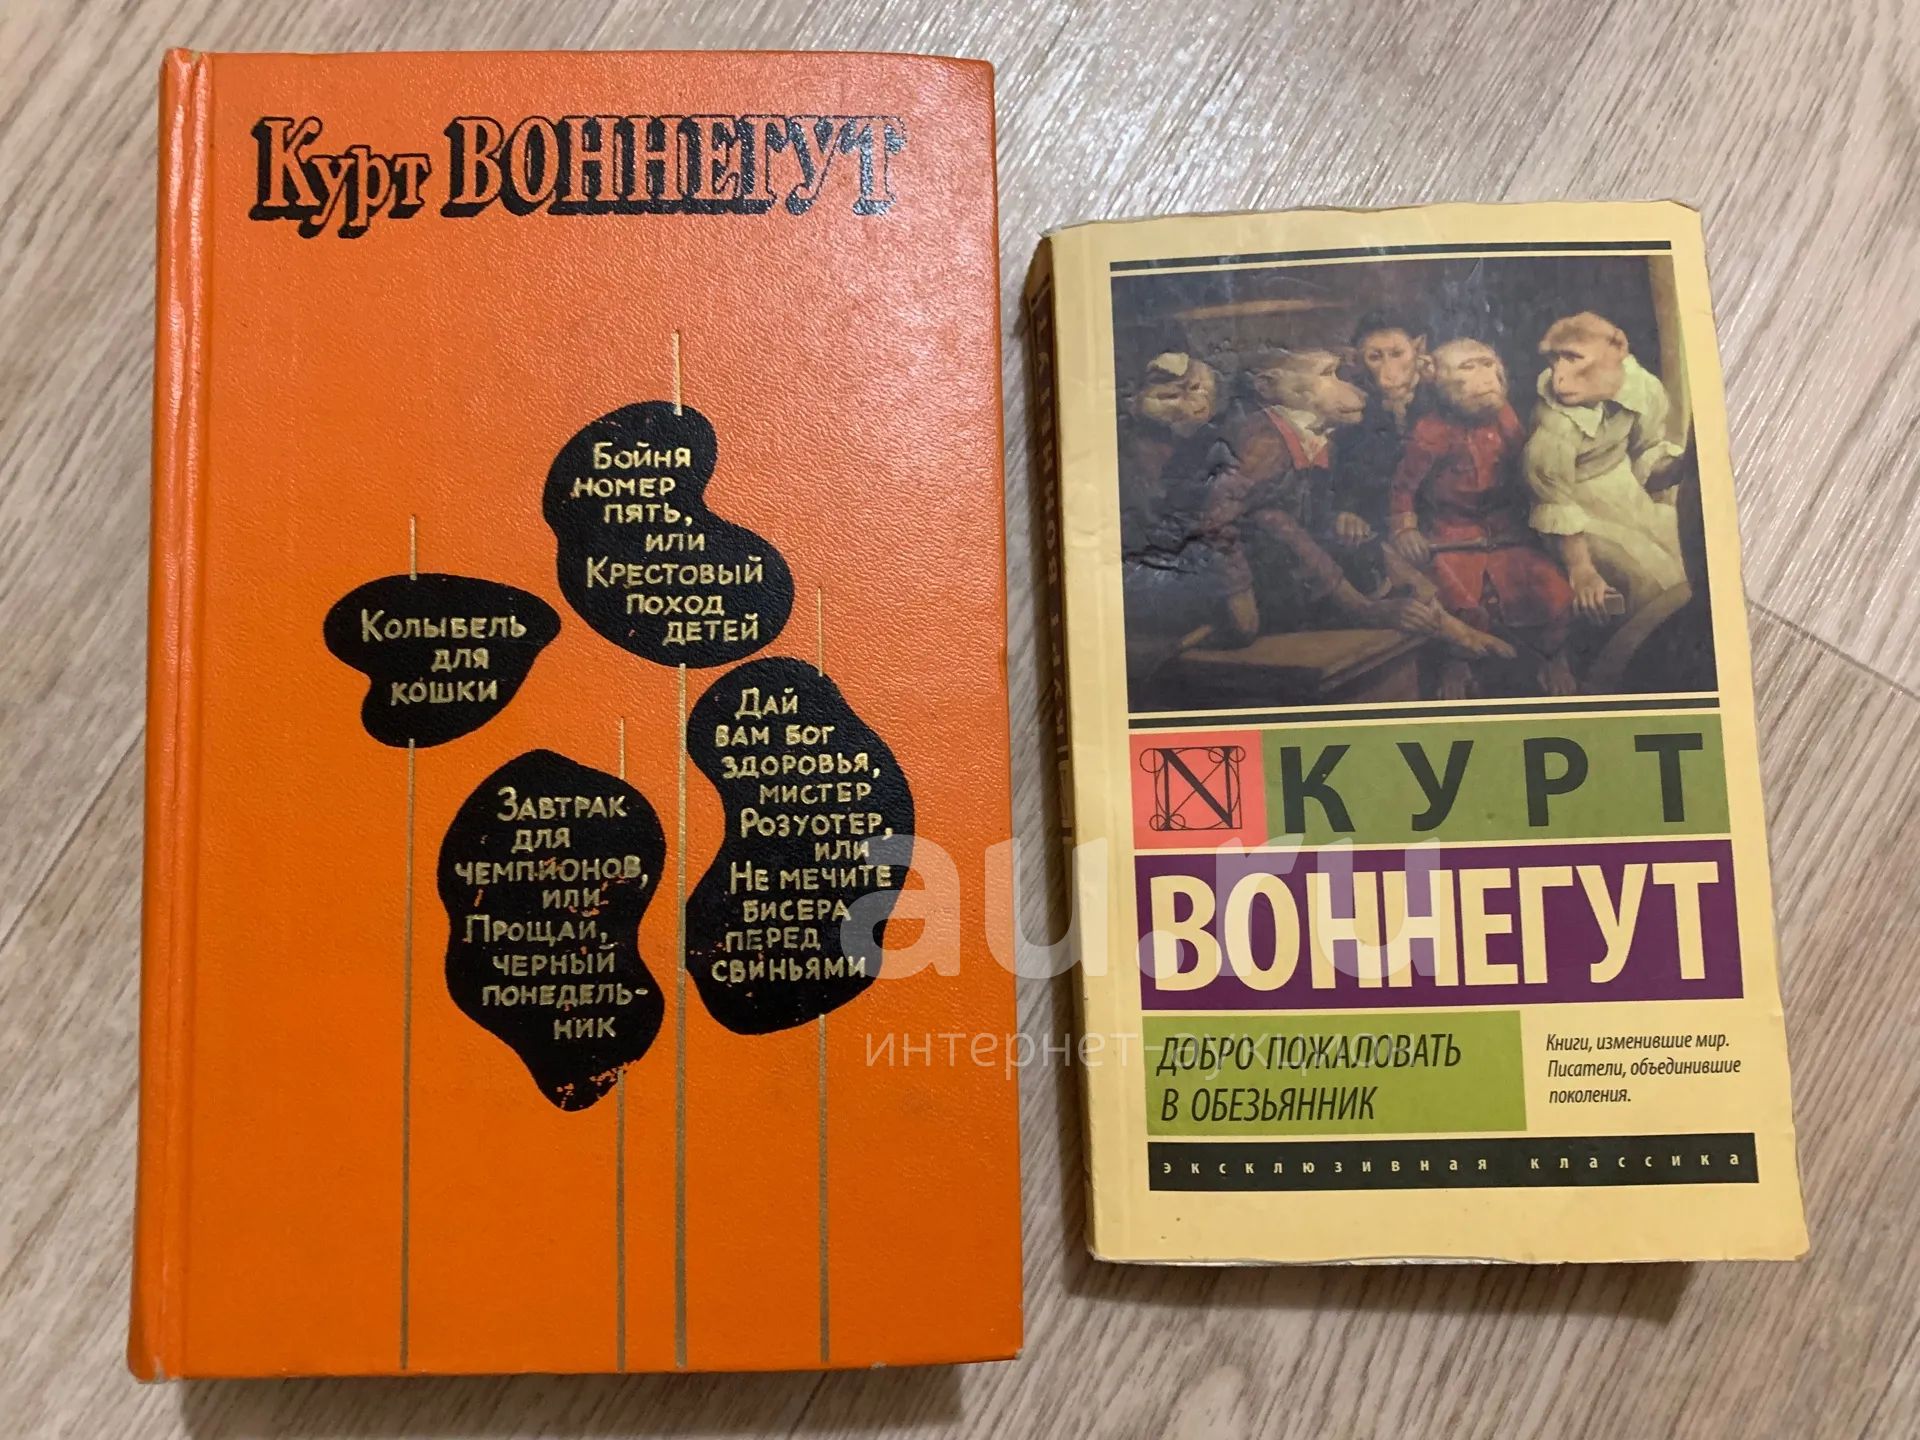 Курт ВОННЕГУТ
Бойня
номер
пять,
или
Крестовый
поход
детей
Колыбель
для
кошки
Дай
вам бог
здоровья,
мистер
Розуотер,
или
Не мечите
бисера
перед
свиньями
Завтрак
для
чемпионов,
или
Прощай,
черный
понедель-
ник
N КУРТ
ВОННЕГУТ
ДОБРО ПОЖАЛОВАТЬ
В ОБЕЗЬЯННИК
Книги, изменившие мир.
Писатели, объединившие
поколения.
эксклюзивная классика
au.ru
интернет-аукцион